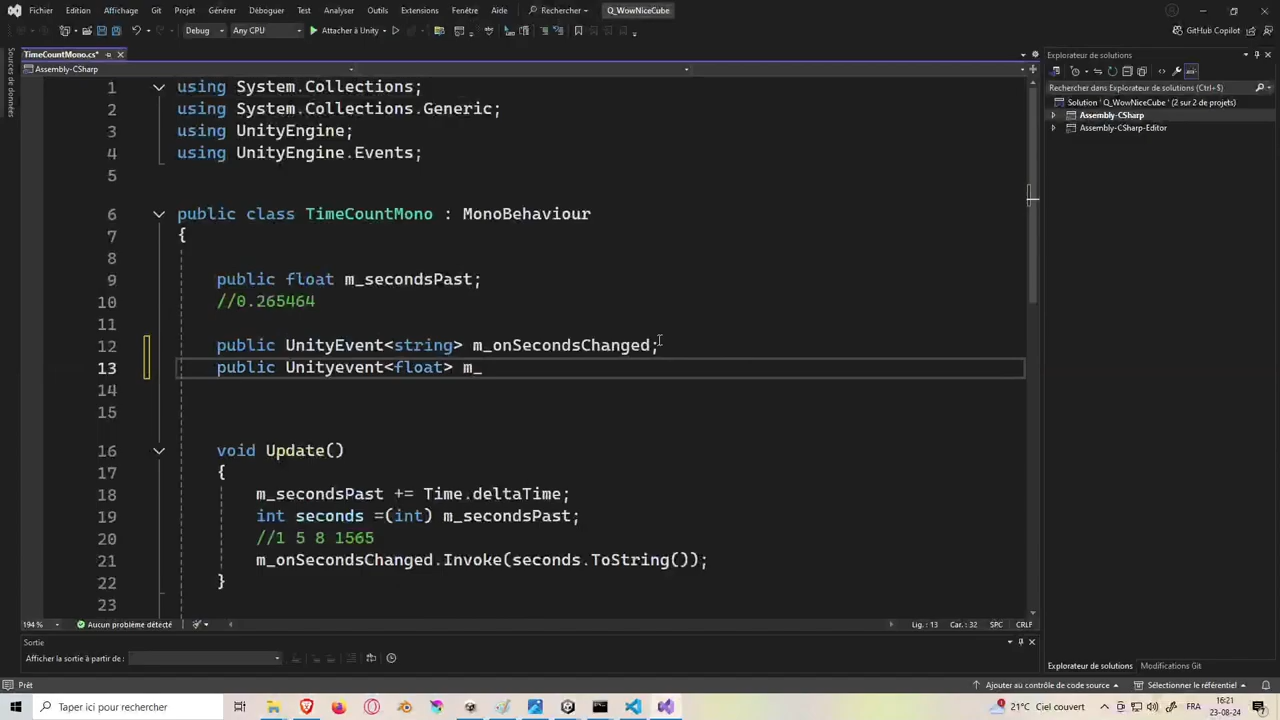 Fichier Edition Affichage Git Projet Générer Déboguer Test Analyser Outils Extensions Fenêtre Aide Rechercher Q_WowNiceCube
Debug Any CPU Attacher à Unity GitHub Copilot
TimeCountMono.cs* Explorateur de solutions
Assembly-CSharp
Rechercher dans Explorateur de solutions (Ctrl+$)
Solution 'Q_WowNiceCube ' (2 sur 2 de projets)
Assembly-CSharp
Assembly-CSharp-Editor
Sources de données
1 using System.Collections;
2 using System.Collections.Generic;
3 using UnityEngine;
4 using UnityEngine.Events;
5
6 public class TimeCountMono : MonoBehaviour
7 {
8
9 public float m_secondsPast;
10 //0.265464
11
12 public UnityEvent<string> m_onSecondsChanged;
13 public Unityevent<float> m_
14
15
16 void Update()
17 {
18 m_secondsPast += Time.deltaTime;
19 int seconds =(int) m_secondsPast;
20 //1 5 8 1565
21 m_onSecondsChanged.Invoke(seconds.ToString());
22 }
23
194 % Aucun problème détecté Lig : 13 Car. : 32 SPC CRLF
Sortie
Afficher la sortie à partir de :
Explorateur de solutions Modifications Git
Prêt Ajouter au contrôle de code source Sélectionner le référentiel
Taper ici pour rechercher 21°C Ciel couvert 16:21
23-08-24